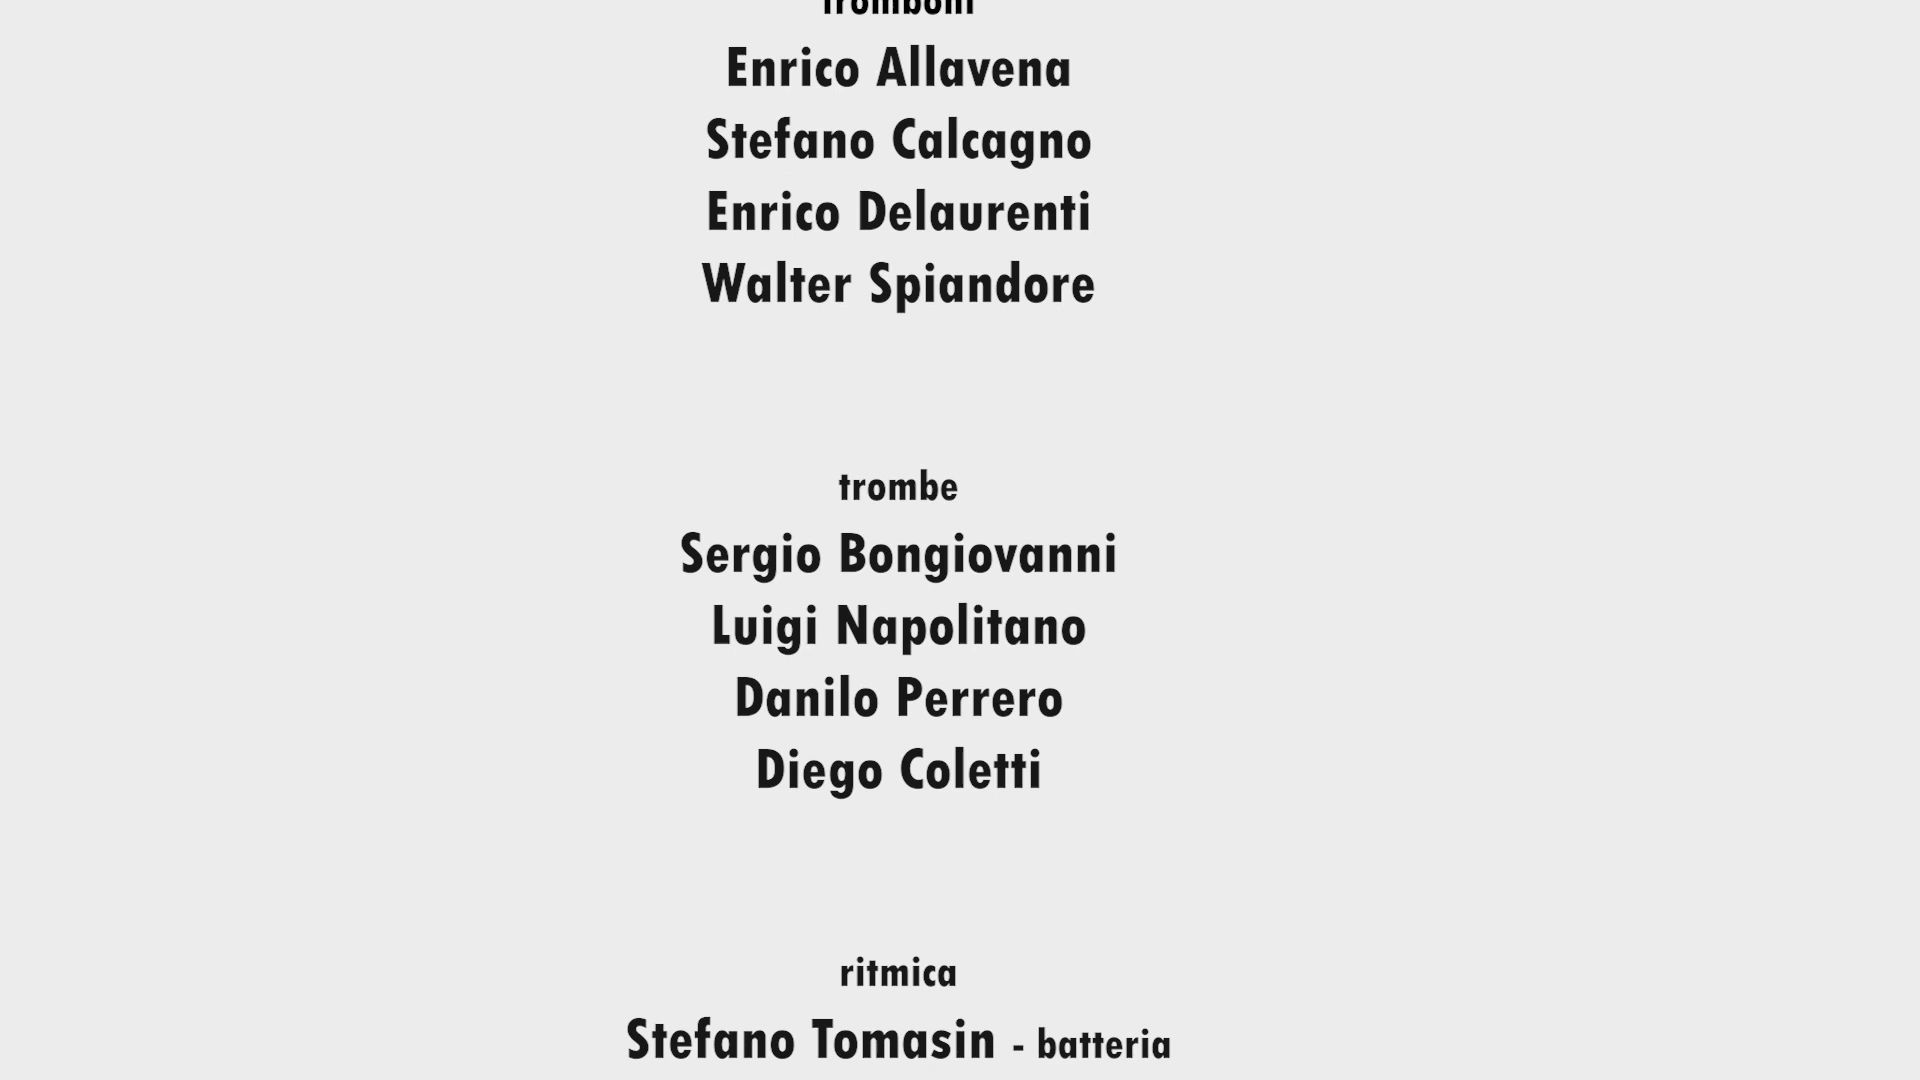 tromboni
Enrico Allavena
Stefano Calcagno
Enrico Delaurenti
Walter Spiandore
trombe
Sergio Bongiovanni
Luigi Napolitano
Danilo Perrero
Diego Coletti
ritmica
Stefano Tomasin - batteria